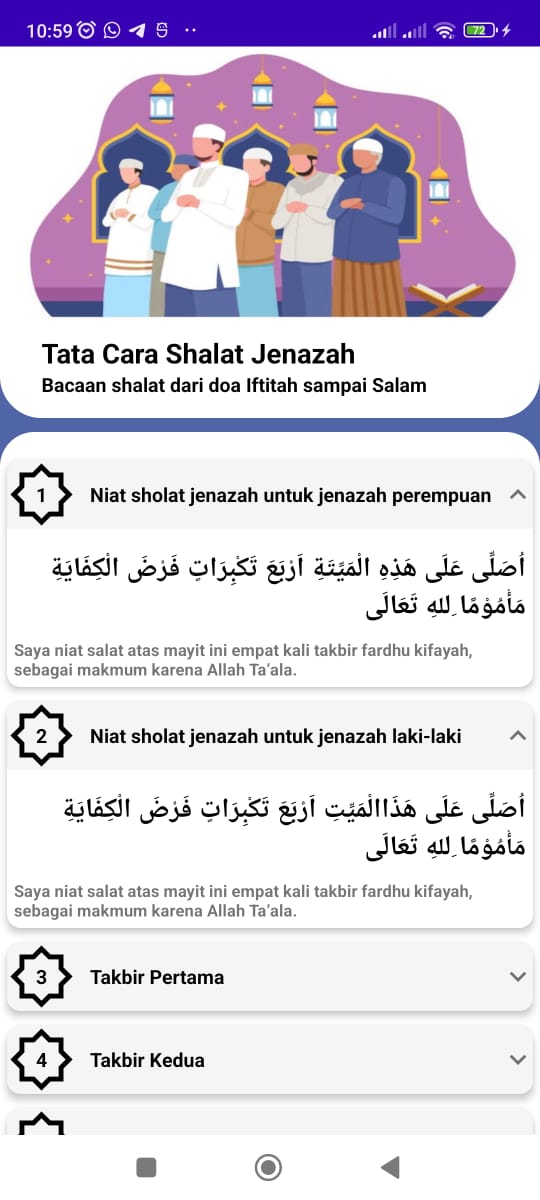 10:59
72
Tata Cara Shalat Jenazah
Bacaan shalat dari doa Iftitah sampai Salam
1 Niat sholat jenazah untuk jenazah perempuan
اُصَلِّى عَلَى هَذِهِ الْمَيِّتَةِ اَرْبَعَ تَكْبِرَاتٍ فَرْضَ الْكِفَايَةِ
مَأْمُوْمًا لِلهِ تَعَالَى
Saya niat salat atas mayit ini empat kali takbir fardhu kifayah,
sebagai makmum karena Allah Ta'ala.
2 Niat sholat jenazah untuk jenazah laki-laki
اُصَلِّى عَلَى هَذَاالْمَيِّتِ اَرْبَعَ تَكْبِرَاتٍ فَرْضَ الْكِفَايَةِ
مَأْمُوْمًا لِلهِ تَعَالَى
Saya niat salat atas mayit ini empat kali takbir fardhu kifayah,
sebagai makmum karena Allah Ta'ala.
3 Takbir Pertama
4 Takbir Kedua